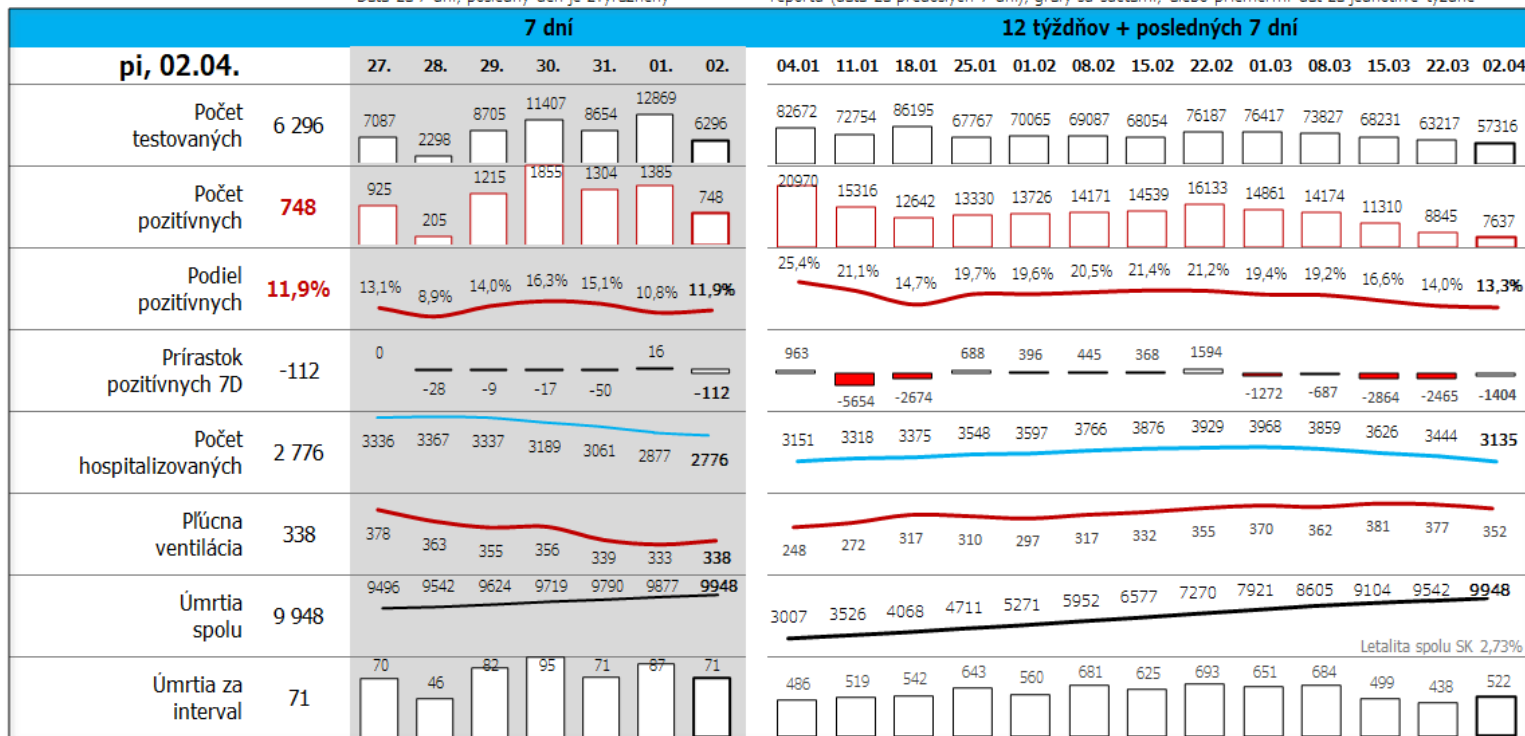 7 dní
12 týždňov + posledných 7 dní
pi, 02.04. 27. 28. 29. 30. 31. 01. 02. 04.01 11.01 18.01 25.01 01.02 08.02 15.02 22.02 01.03 08.03 15.03 22.03 02.04
Počet testovaných 6 296 7087 2298 8705 11407 8654 12869 6296 82672 72754 86195 67767 70065 69087 68054 76187 76417 73827 68231 63217 57316
Počet pozitívnych 748 925 205 1215 1855 1304 1385 748 20970 15316 12642 13330 13726 14171 14539 16133 14861 14174 11310 8845 7637
Podiel pozitívnych 11,9% 13,1% 8,9% 14,0% 16,3% 15,1% 10,8% 11,9% 25,4% 21,1% 14,7% 19,7% 19,6% 20,5% 21,4% 21,2% 19,4% 19,2% 16,6% 14,0% 13,3%
Prírastok pozitívnych 7D -112 0 -28 -9 -17 -50 16 -112 963 -5654 -2674 688 396 445 368 1594 -1272 -687 -2864 -2465 -1404
Počet hospitalizovaných 2 776 3336 3367 3337 3189 3061 2877 2776 3151 3318 3375 3548 3597 3766 3876 3929 3968 3859 3626 3444 3135
Pľúcna ventilácia 338 378 363 355 356 339 333 338 248 272 317 310 297 317 332 355 370 362 381 377 352
Úmrtia spolu 9 948 9496 9542 9624 9719 9790 9877 9948 3007 3526 4068 4711 5271 5952 6577 7270 7921 8605 9104 9542 9948
Letalita spolu SK 2,73%
Úmrtia za interval 71 70 46 82 95 71 87 71 486 519 542 643 560 681 625 693 651 684 499 438 522